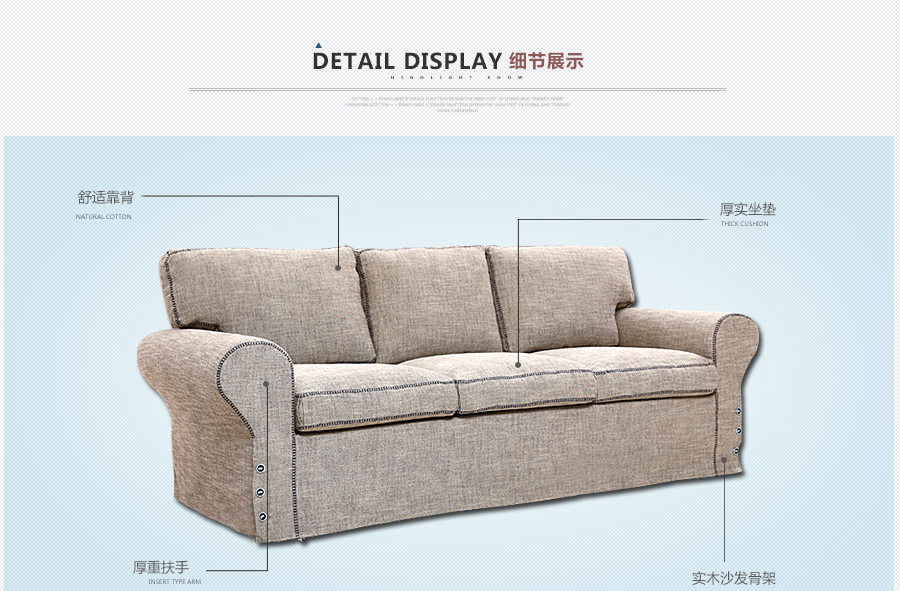 DETAIL DISPLAY 细节展示
HIGHLIGHT SHOW
舒适靠背
NATURAL COTTON
厚实坐垫
THICK CUSHION
厚重扶手
INSERT TYPE ARM
实木沙发骨架